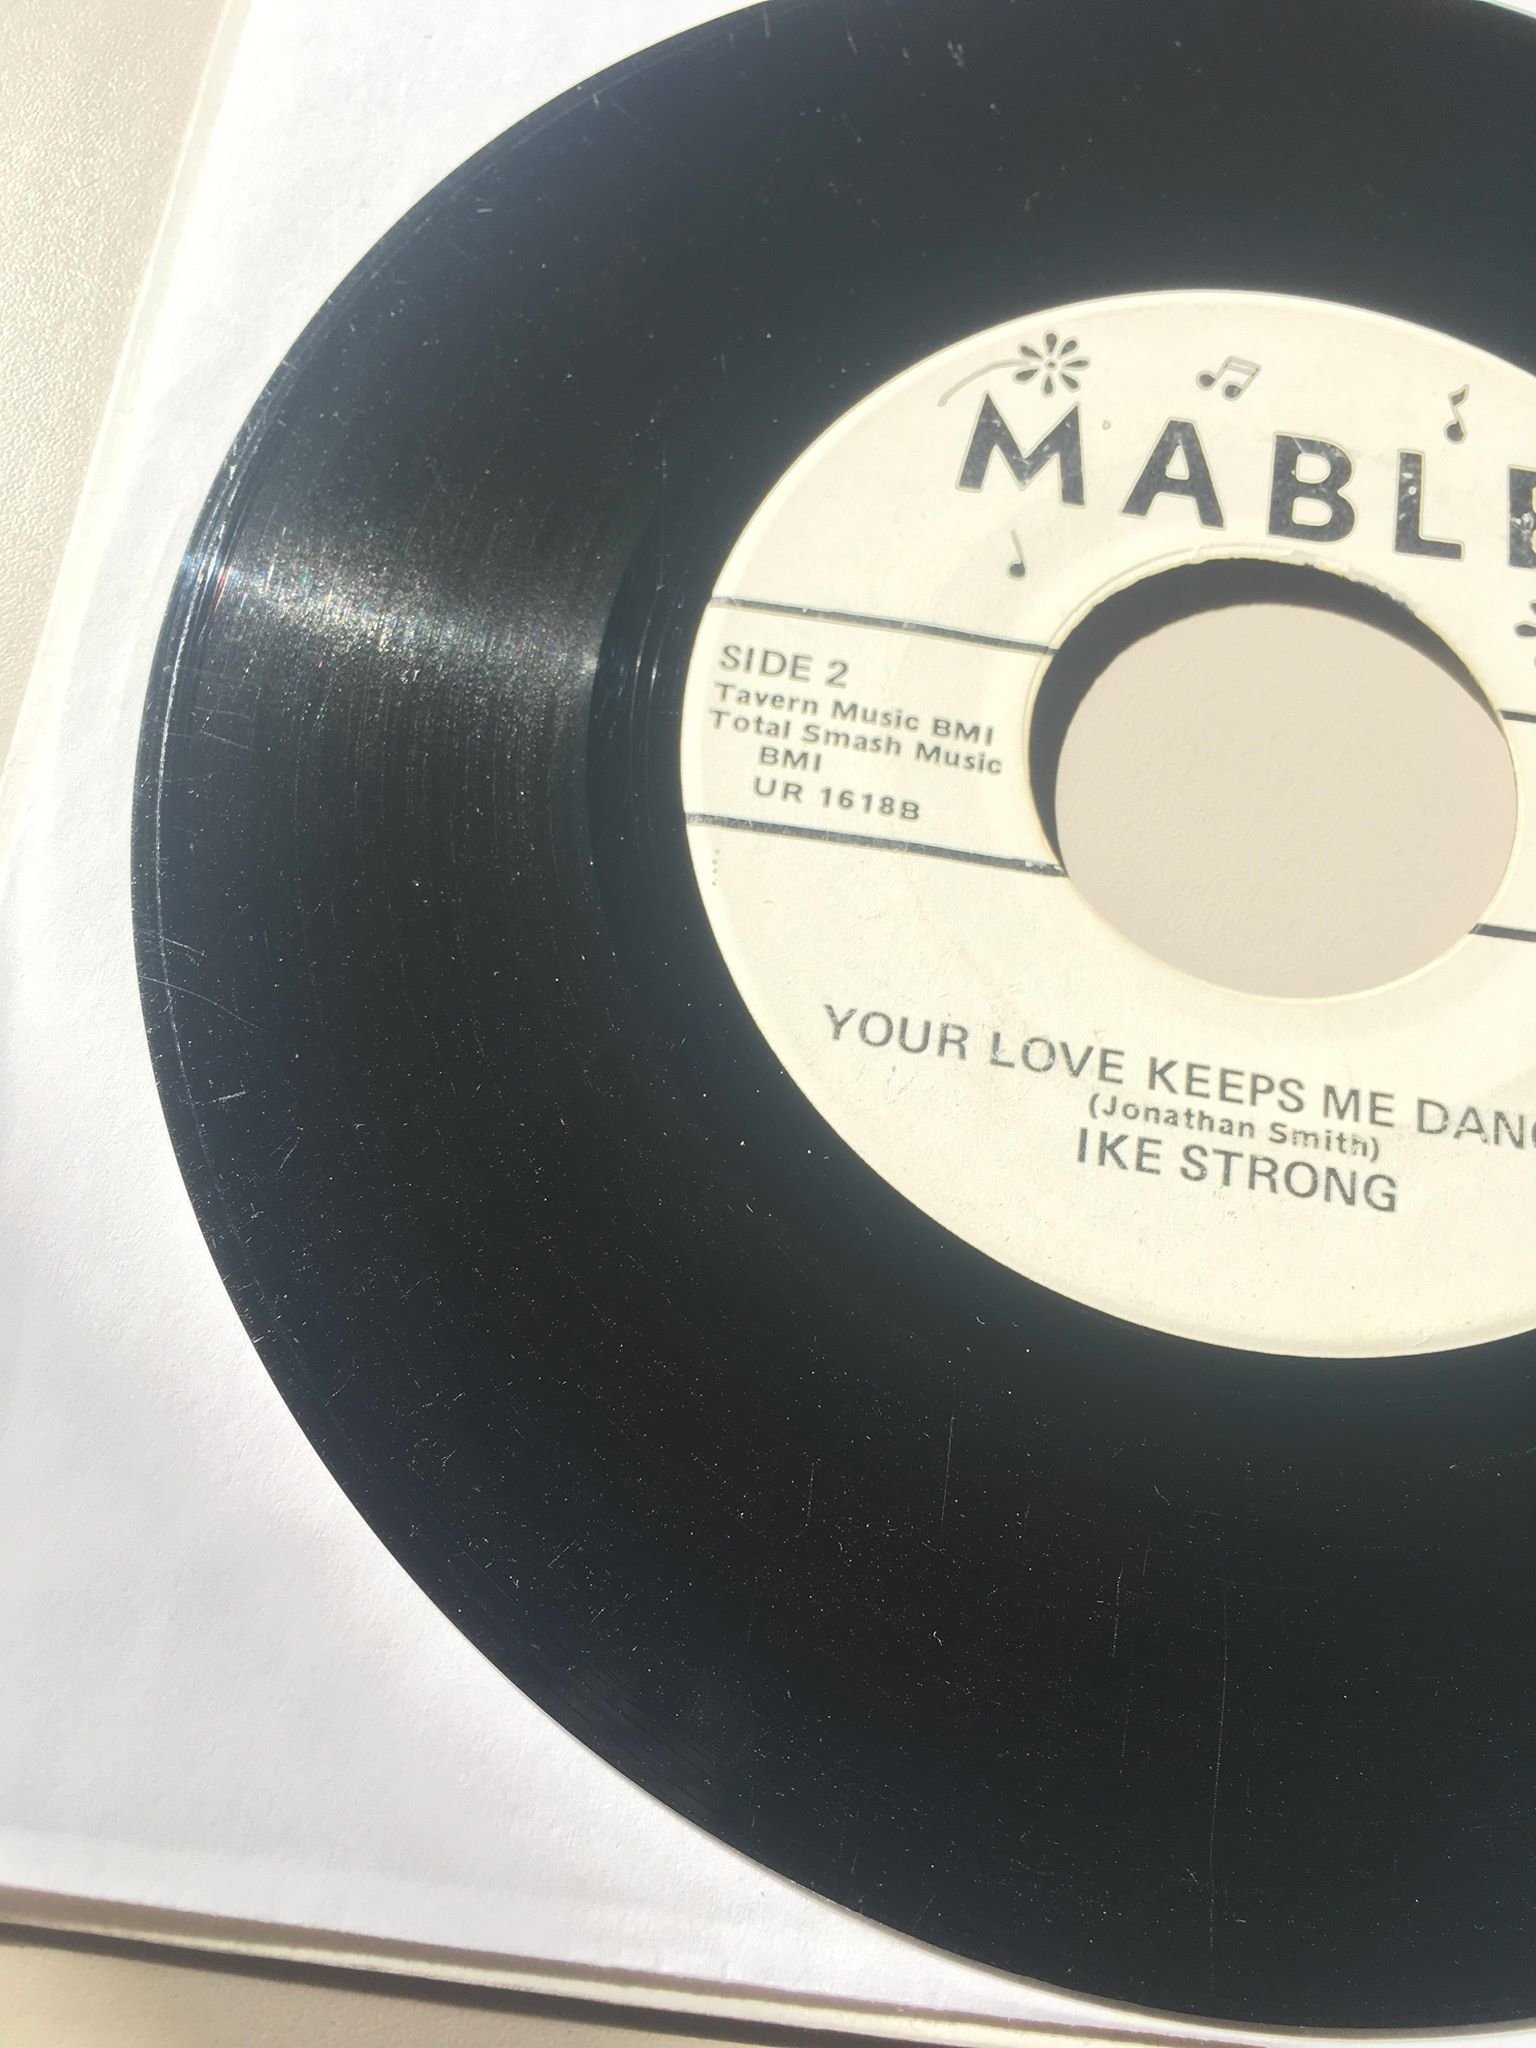 MABLE
SIDE 2
Tavern Music BMI
Total Smash Music
BMI
UR 1618B
YOUR LOVE KEEPS ME DANC
(Jonathan Smith)
IKE STRONG